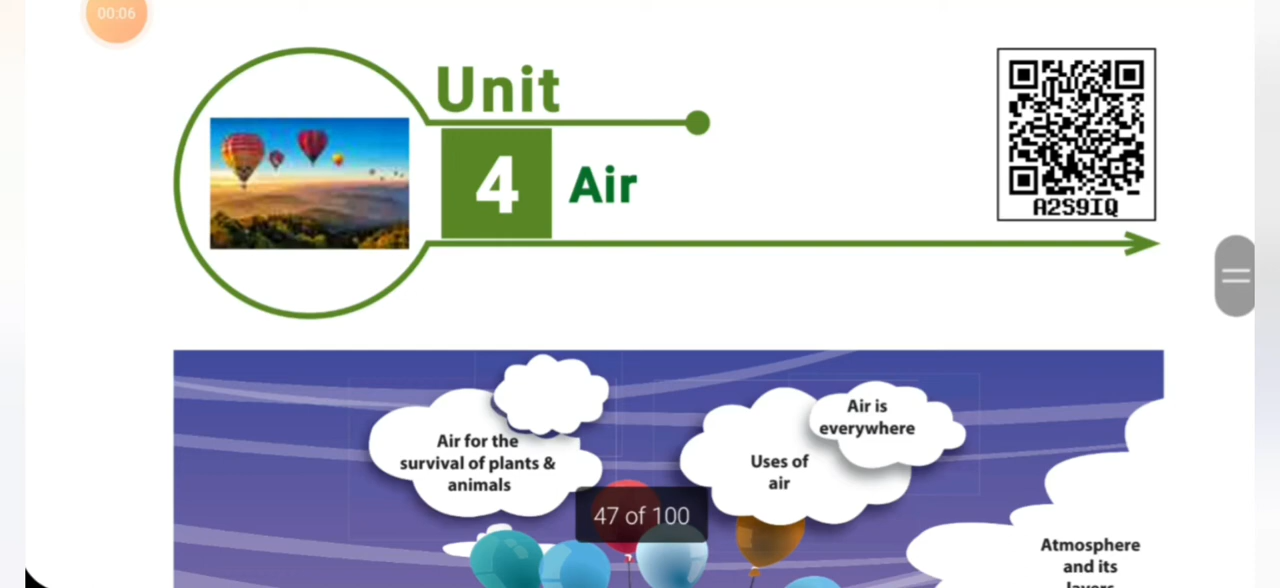 00:06
Unit
4
Air
A2S9IQ
Air for the
survival of plants &
animals
Uses of
air
Air is
everywhere
47 of 100
Atmosphere
and its
layers